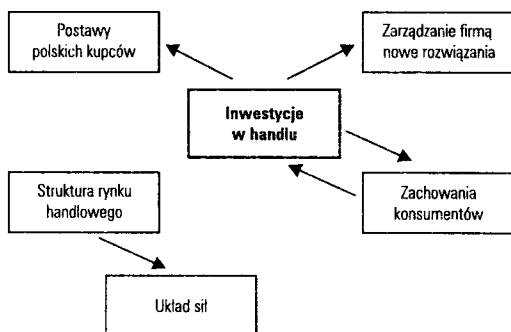 Postawy
polskich kupców
Zarządzanie firmą
nowe rozwiązania
Inwestycje
w handlu
Struktura rynku
handlowego
Zachowania
konsumentów
Układ sił